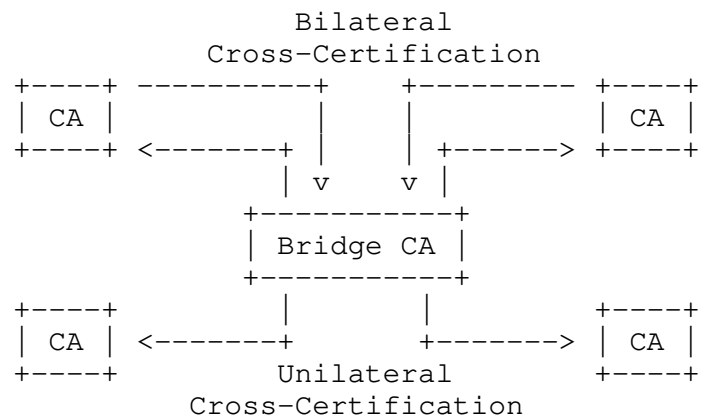 Bilateral
Cross-Certification
+----+ ----------+ +--------- +----+
| CA | | | | CA |
+----+ <-------+ | | +------> +----+
| v v |
+-----------+
| Bridge CA |
+-----------+
+----+ | | +----+
| CA | <-------+ +-------> | CA |
+----+ Unilateral +----+
Cross-Certification